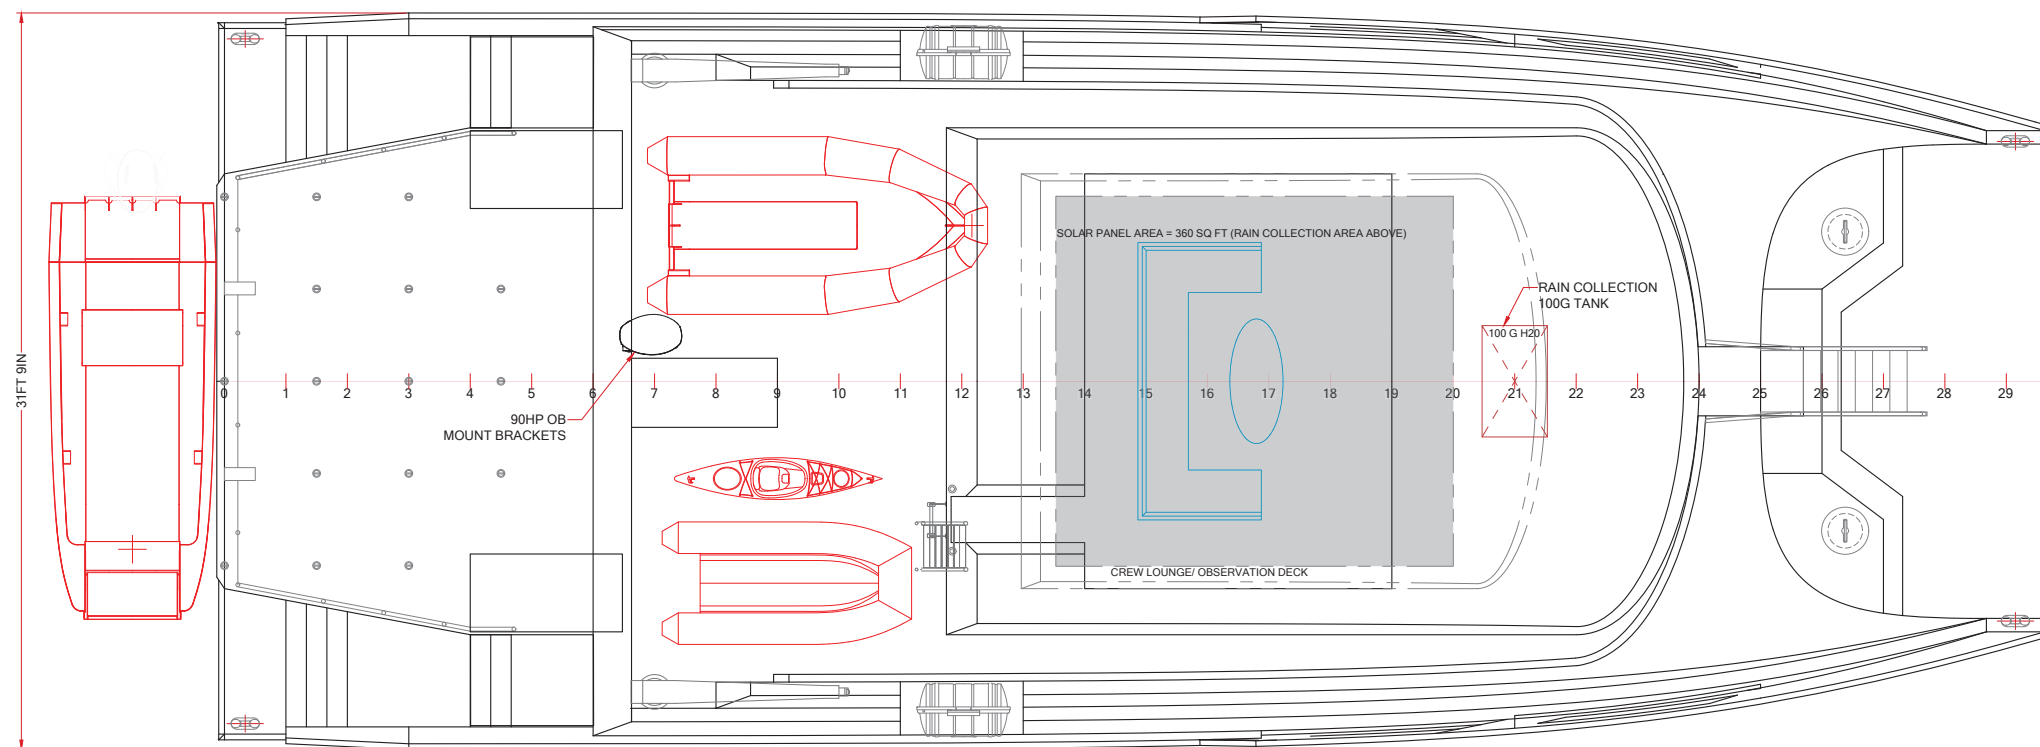 SOLAR PANEL AREA = 360 SQ FT (RAIN COLLECTION AREA ABOVE)
RAIN COLLECTION
100G TANK
100 G H20
31FT 9IN
0 1 2 3 4 5 6 7 8 9 10 11 12 13 14 15 16 17 18 19 20 21 22 23 24 25 26 27 28 29
90HP OB
MOUNT BRACKETS
CREW LOUNGE/ OBSERVATION DECK